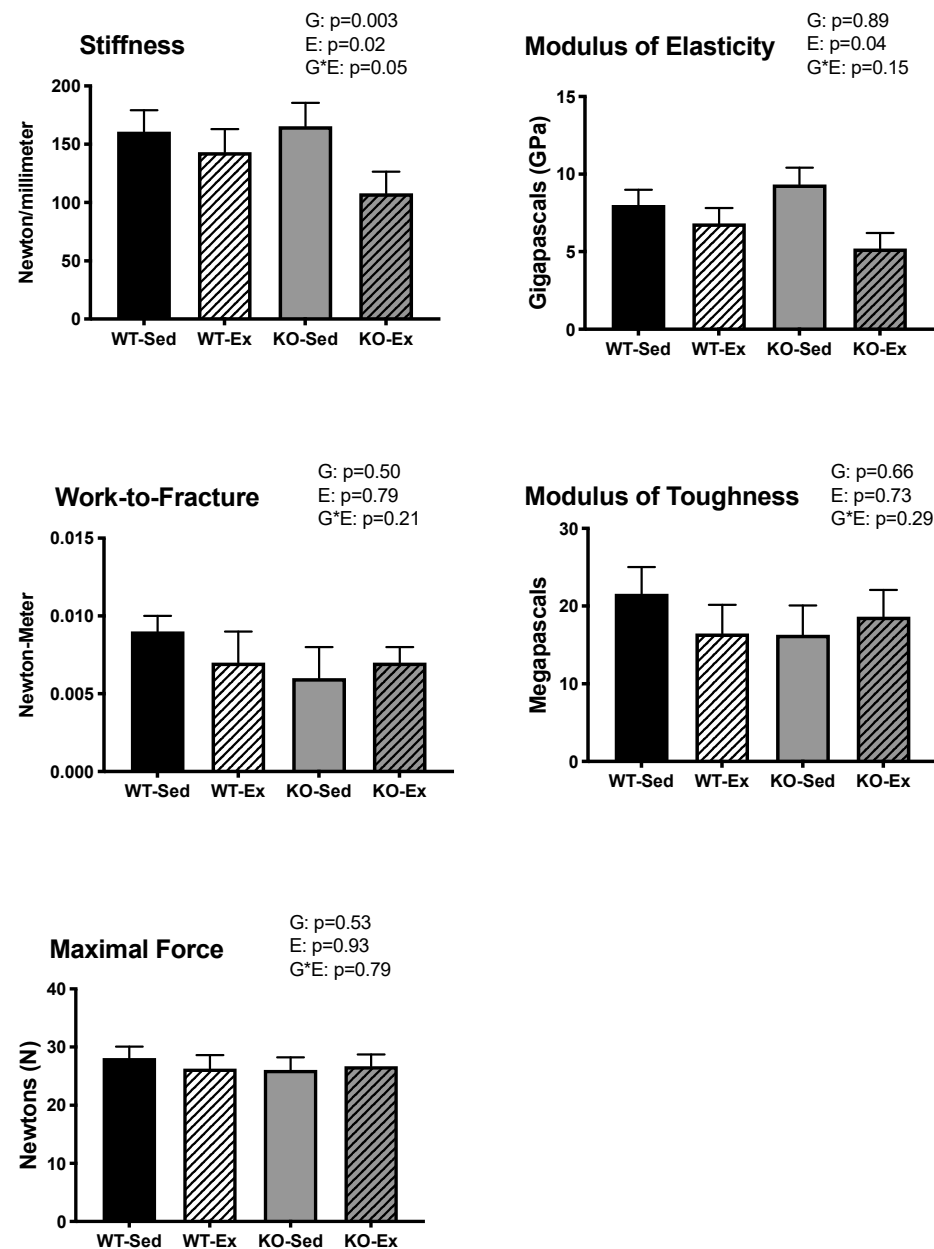 Stiffness
G: p=0.003
E: p=0.02
G*E: p=0.05
Newton/millimeter
200
150
100
50
0
WT-Sed WT-Ex KO-Sed KO-Ex
Modulus of Elasticity
G: p=0.89
E: p=0.04
G*E: p=0.15
Gigapascals (GPa)
15
10
5
0
WT-Sed WT-Ex KO-Sed KO-Ex
Work-to-Fracture
G: p=0.50
E: p=0.79
G*E: p=0.21
Newton-Meter
0.015
0.010
0.005
0.000
WT-Sed WT-Ex KO-Sed KO-Ex
Modulus of Toughness
G: p=0.66
E: p=0.73
G*E: p=0.29
Megapascals
30
20
10
0
WT-Sed WT-Ex KO-Sed KO-Ex
Maximal Force
G: p=0.53
E: p=0.93
G*E: p=0.79
Newtons (N)
40
30
20
10
0
WT-Sed WT-Ex KO-Sed KO-Ex